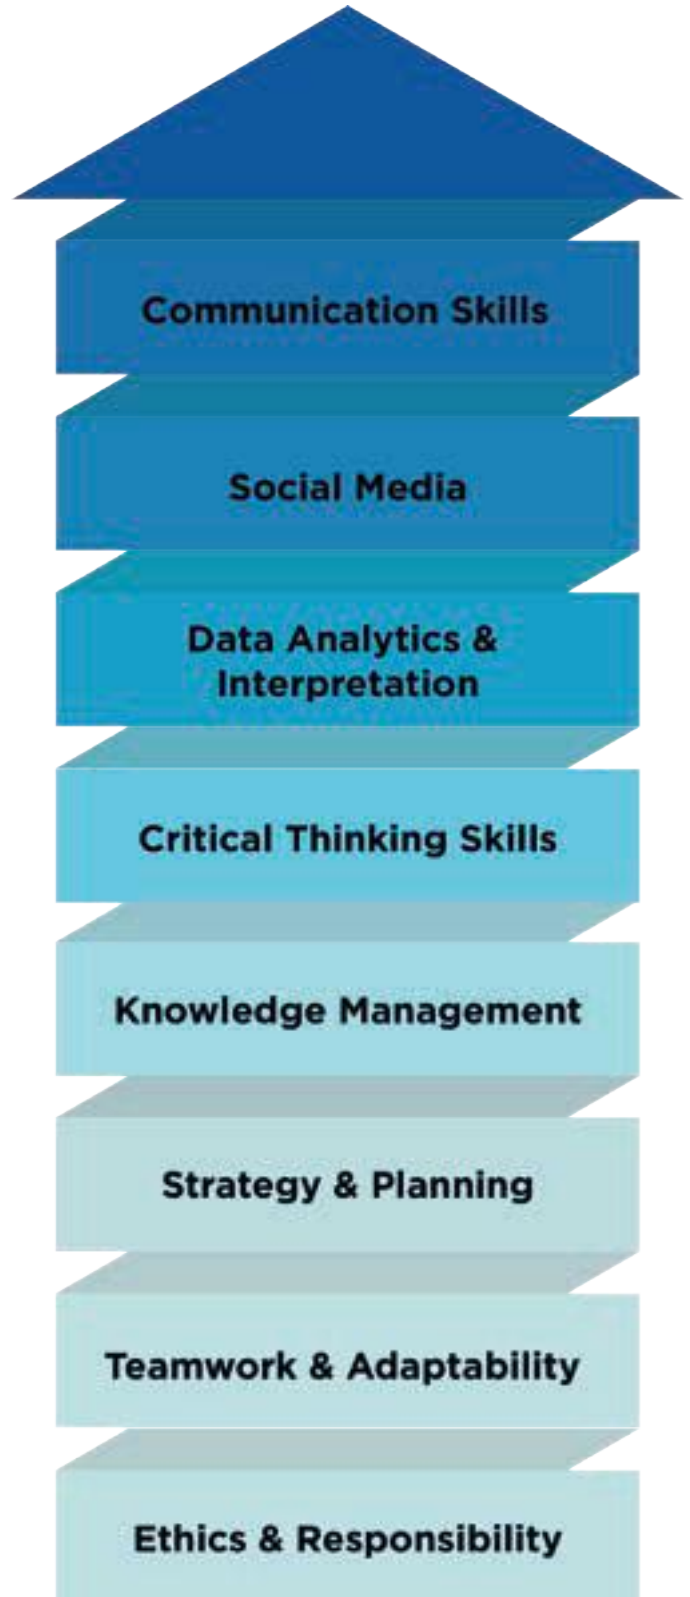 Communication Skills
Social Media
Data Analytics &
Interpretation
Critical Thinking Skills
Knowledge Management
Strategy & Planning
Teamwork & Adaptability
Ethics & Responsibility